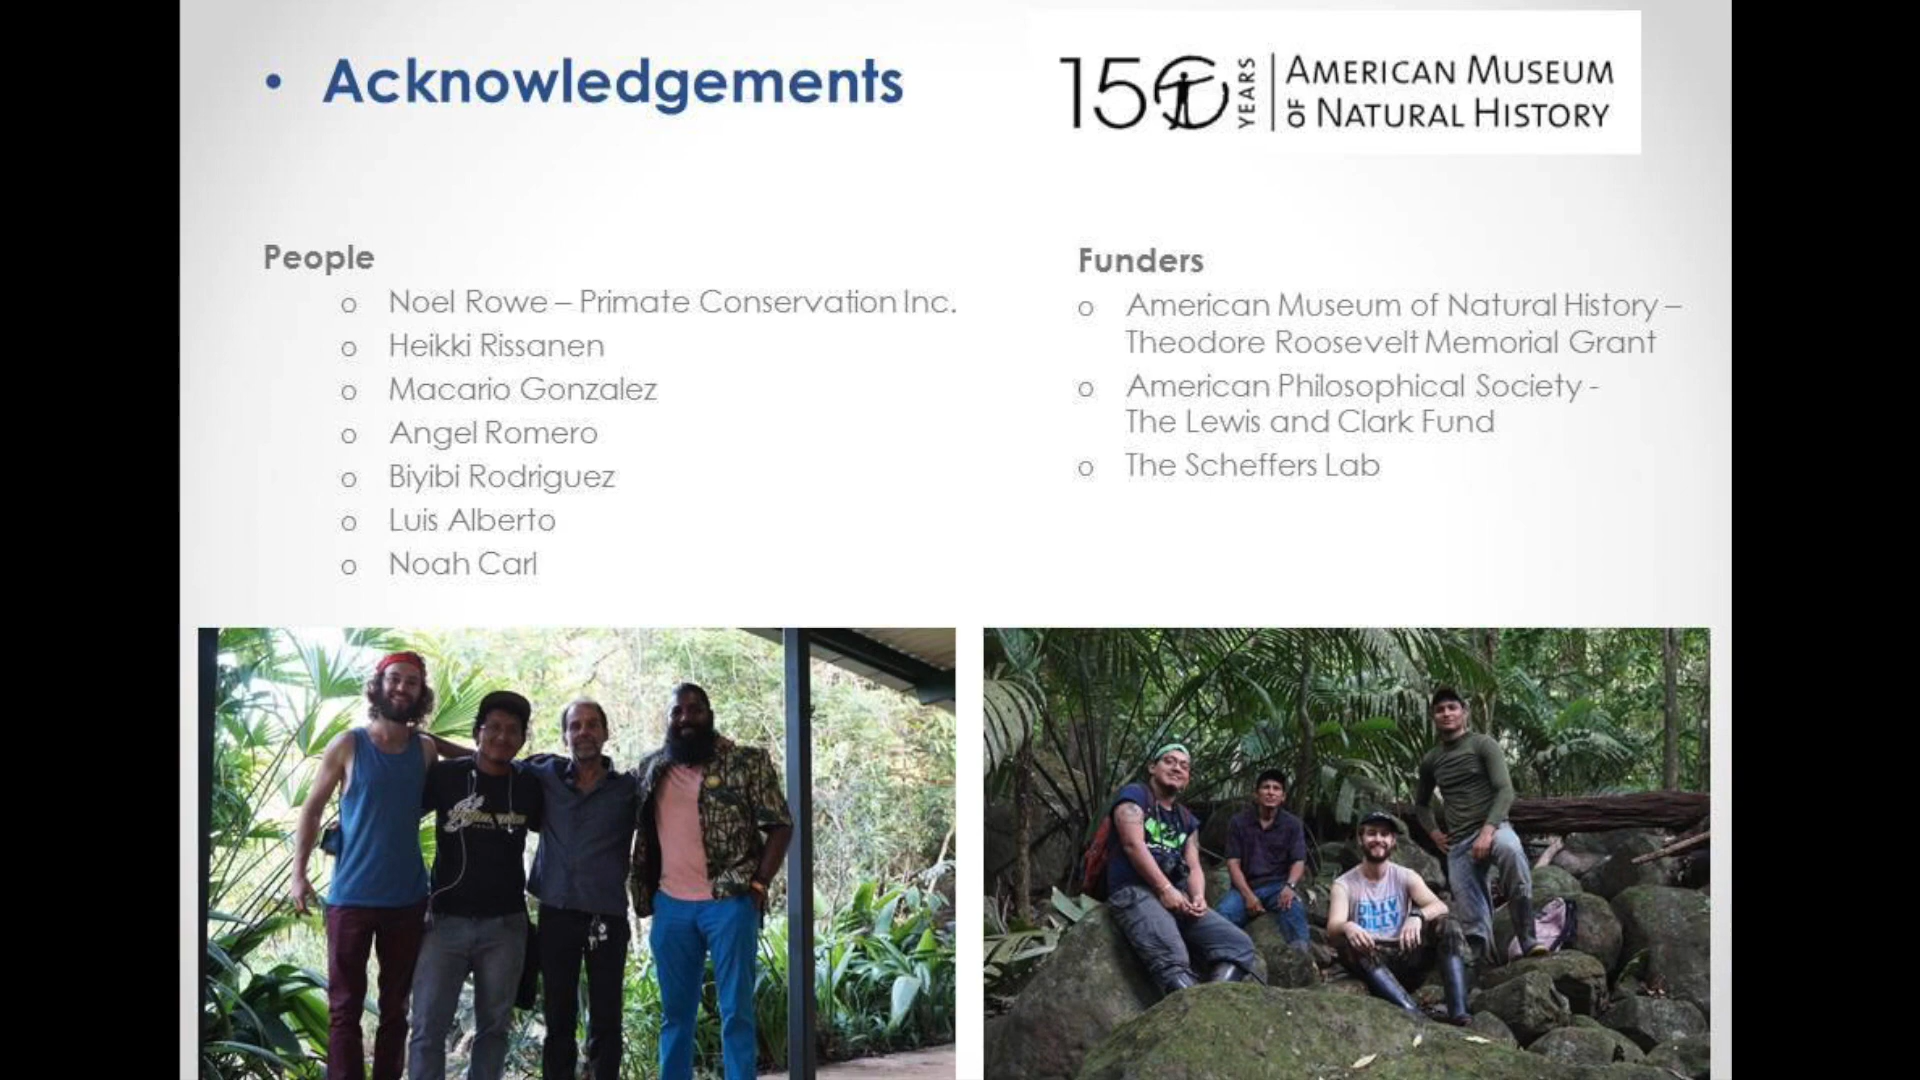 • Acknowledgements
150 YEARS
AMERICAN MUSEUM
OF NATURAL HISTORY
People
o Noel Rowe – Primate Conservation Inc.
o Heikki Rissanen
o Macario Gonzalez
o Angel Romero
o Biyibi Rodriguez
o Luis Alberto
o Noah Carl
Funders
o American Museum of Natural History –
Theodore Roosevelt Memorial Grant
o American Philosophical Society -
The Lewis and Clark Fund
o The Scheffers Lab
DILLY
DILLY